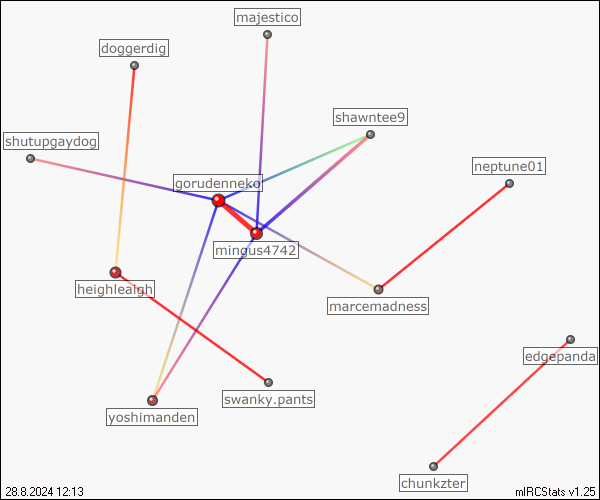 majestico
doggerdig
shawntee9
shutupgaydog
neptune01
gorudenneko
mingus4742
heighleaigh
marcemadness
edgepanda
swanky.pants
yoshimanden
chunkzter
28.8.2024 12:13
mIRCStats v1.25